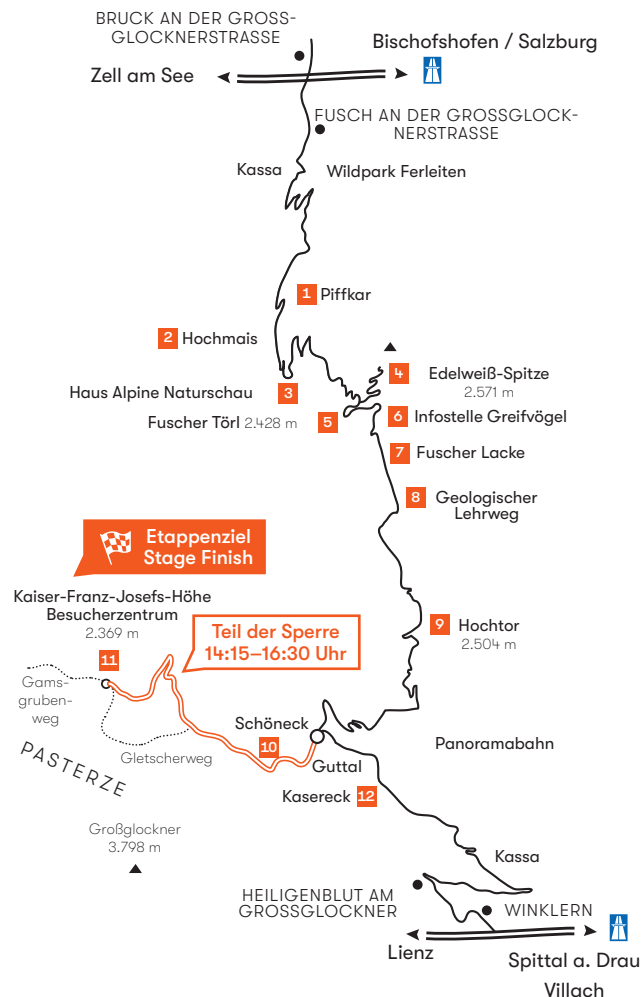 BRUCK AN DER GROSS-
GLOCKNERSTRASSE
Bischofshofen / Salzburg
Zell am See
FUSCH AN DER GROSSGLOCK-
NERSTRASSE
Kassa
Wildpark Ferleiten
1 Piffkar
2 Hochmais
Haus Alpine Naturschau 3
4 Edelweiß-Spitze
2.571 m
Fuscher Törl 2.428 m 5
6 Infostelle Greifvögel
7 Fuscher Lacke
8 Geologischer
Lehrweg
Etappenziel
Stage Finish
Kaiser-Franz-Josefs-Höhe
Besucherzentrum
2.369 m
11
Teil der Sperre
14:15–16:30 Uhr
9 Hochtor
2.504 m
Gams-
gruben-
weg
Schöneck
10
Gletscherweg
PASTERZE
Guttal
Panoramabahn
Kasereck 12
Großglockner
3.798 m
Kassa
HEILIGENBLUT AM
GROSSGLOCKNER
WINKLERN
Lienz
Spittal a. Drau
Villach